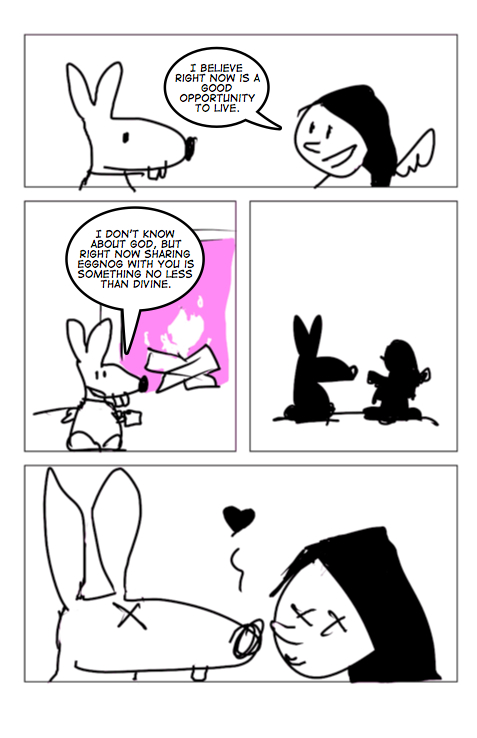 I BELIEVE
RIGHT NOW IS A
GOOD
OPPORTUNITY
TO LIVE.
I DON'T KNOW
ABOUT GOD, BUT
RIGHT NOW SHARING
EGGNOG WITH YOU IS
SOMETHING NO LESS
THAN DIVINE.